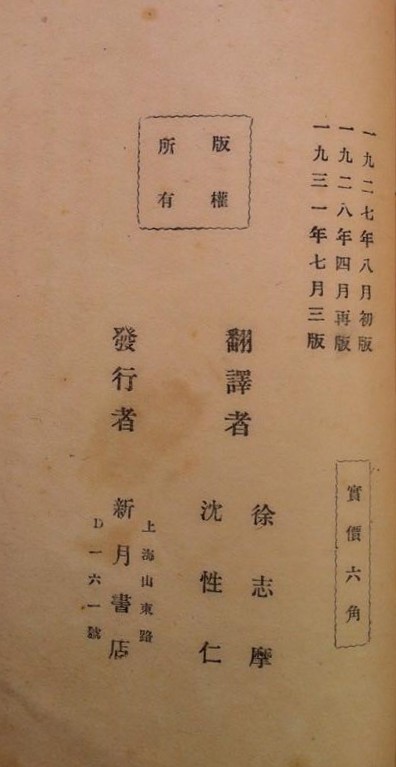 一九二七年八月初版
一九二八年四月再版
一九三一年七月三版
實價六角
版權
所有
翻譯者
徐志摩
沈性仁
發行者
上海山東路
新月書店
D一六一號